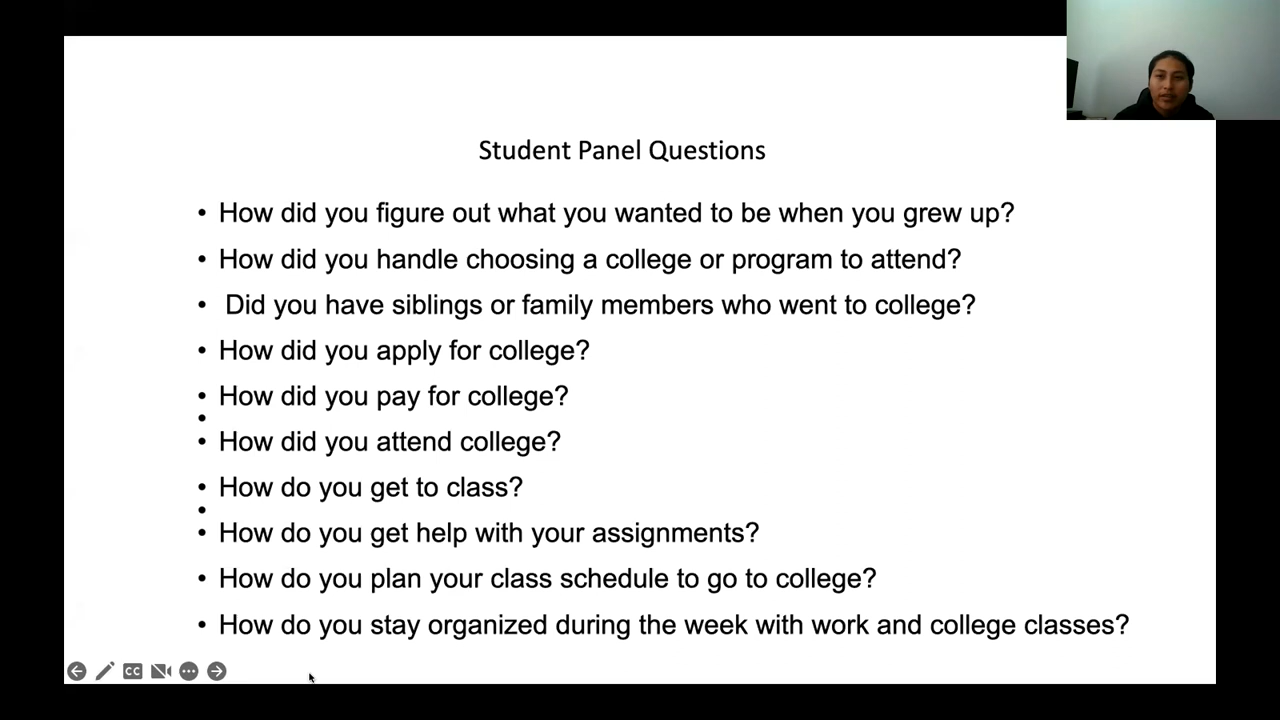 Student Panel Questions
• How did you figure out what you wanted to be when you grew up?
• How did you handle choosing a college or program to attend?
• Did you have siblings or family members who went to college?
• How did you apply for college?
• How did you pay for college?
•
• How did you attend college?
• How do you get to class?
•
• How do you get help with your assignments?
• How do you plan your class schedule to go to college?
• How do you stay organized during the week with work and college classes?
CC